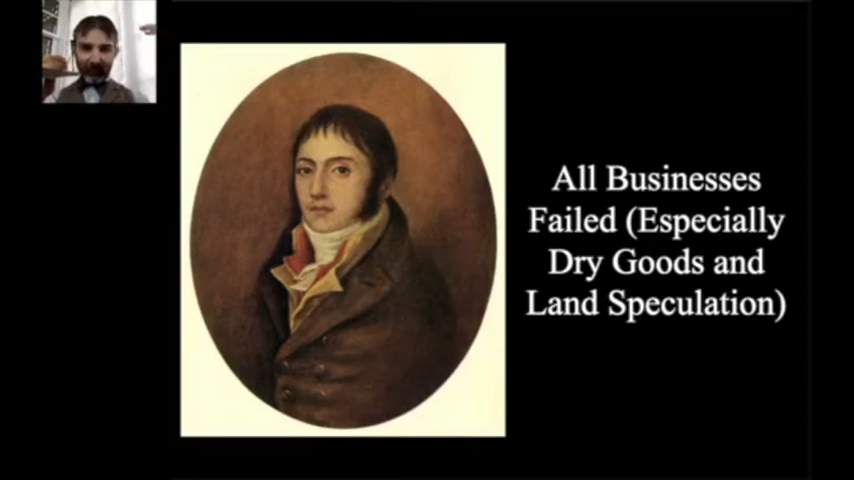 All Businesses
Failed (Especially
Dry Goods and
Land Speculation)